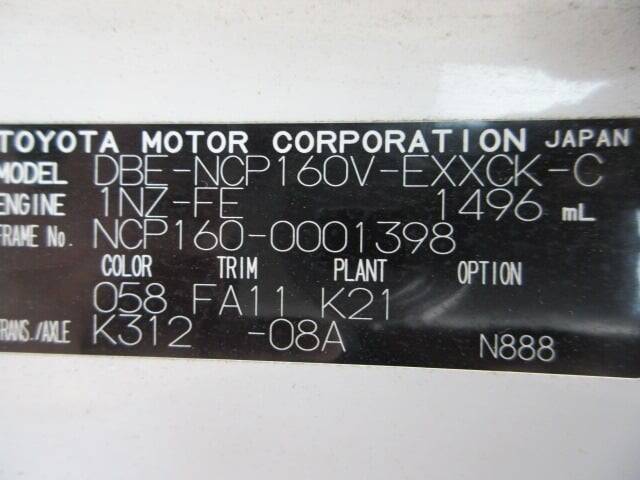 TOYOTA MOTOR CORPORATION JAPAN
MODEL DBE-NCP160V-EXXCK-C
ENGINE 1NZ-FE 1496 mL
FRAME No. NCP160-0001398
COLOR TRIM PLANT OPTION
058 FA11 K21
TRANS./AXLE K312 -08A N888